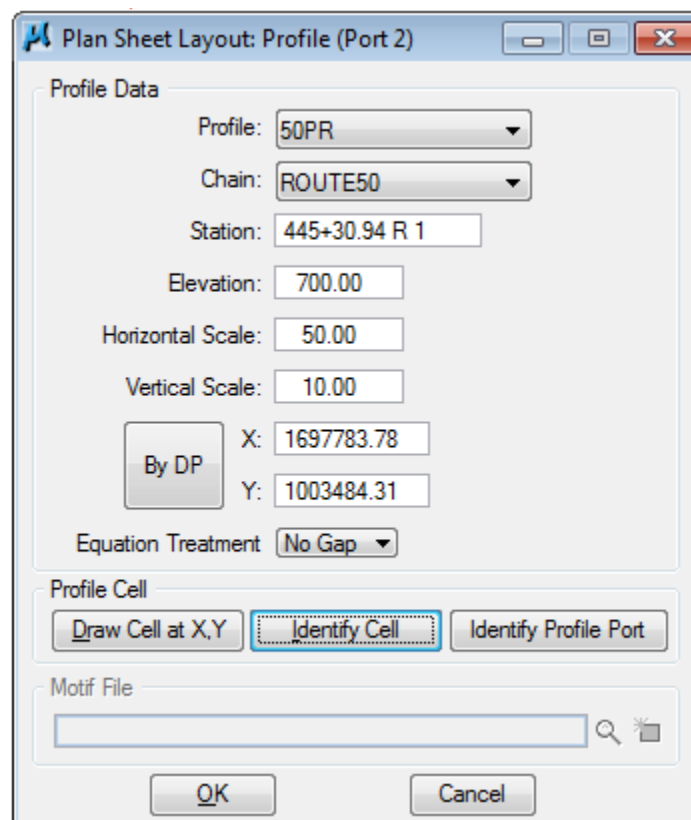 Plan Sheet Layout: Profile (Port 2)
Profile Data
Profile: 50PR
Chain: ROUTE50
Station: 445+30.94 R 1
Elevation: 700.00
Horizontal Scale: 50.00
Vertical Scale: 10.00
By DP
X: 1697783.78
Y: 1003484.31
Equation Treatment No Gap
Profile Cell
Draw Cell at X,Y Identify Cell Identify Profile Port
Motif File
OK Cancel